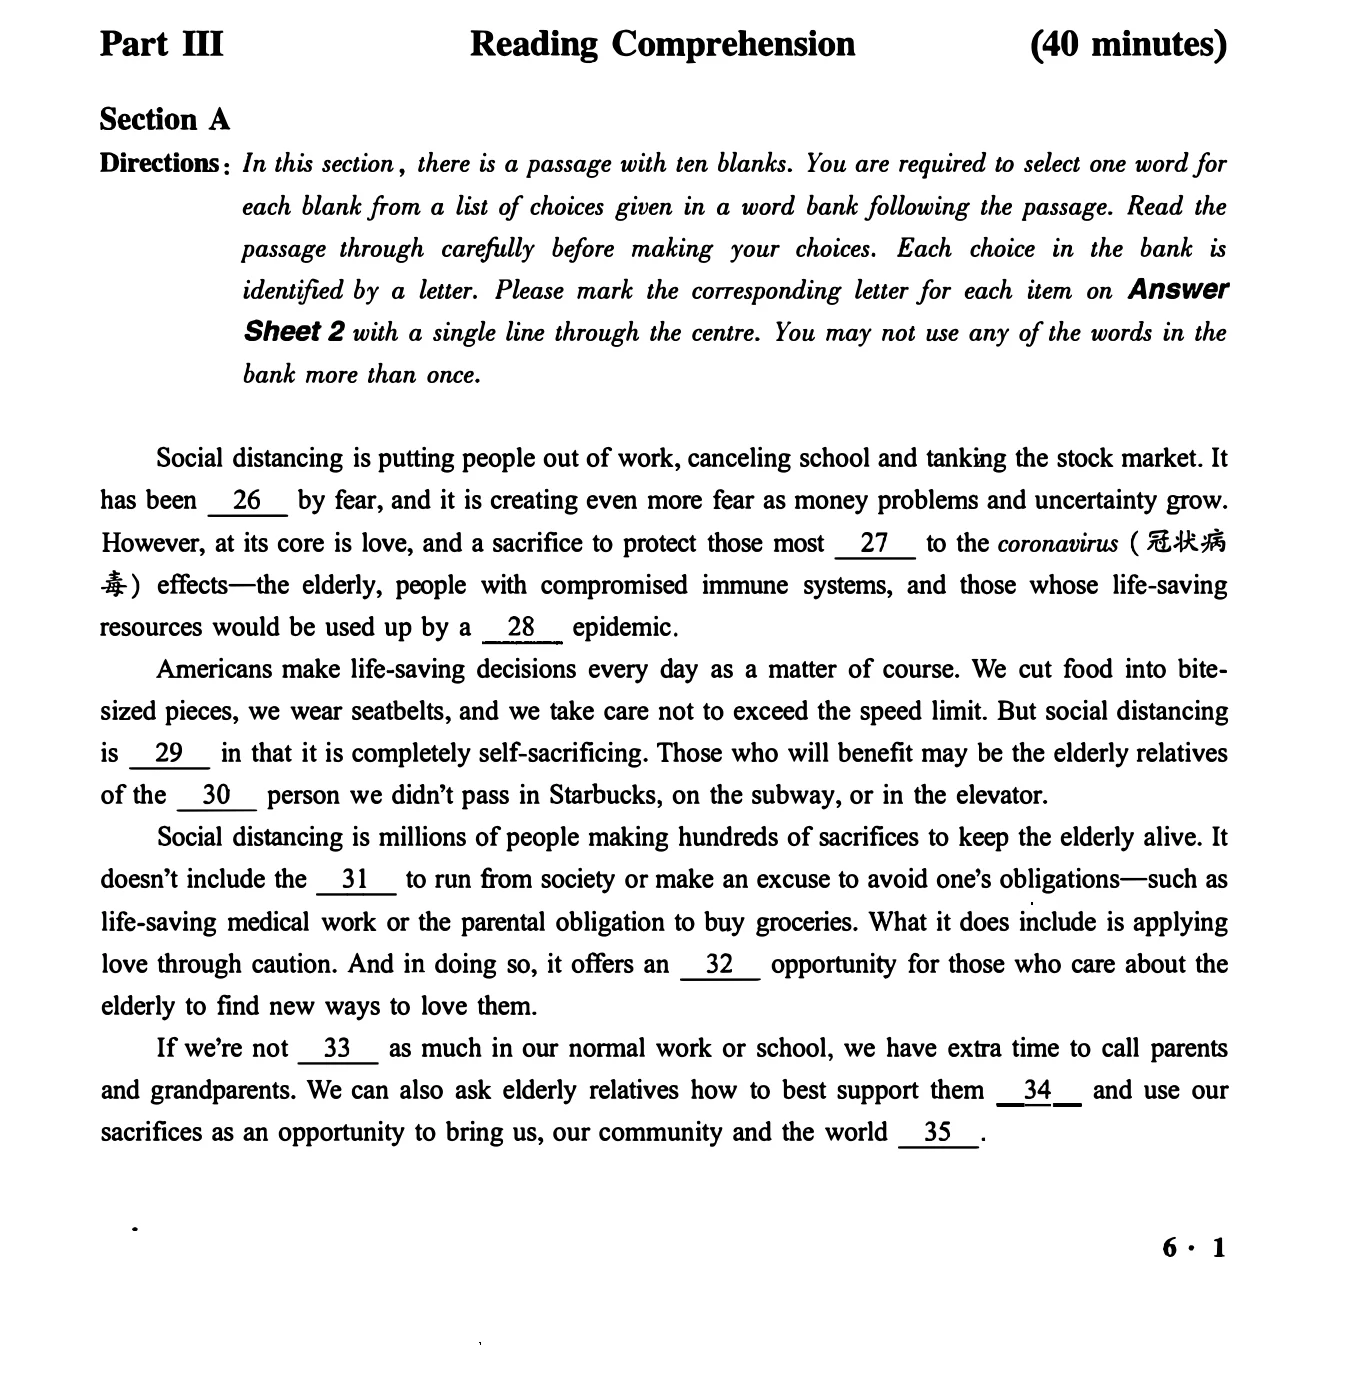 Part III Reading Comprehension (40 minutes)
Section A
Directions: In this section, there is a passage with ten blanks. You are required to select one word for
each blank from a list of choices given in a word bank following the passage. Read the
passage through carefully before making your choices. Each choice in the bank is
identified by a letter. Please mark the corresponding letter for each item on Answer
Sheet 2 with a single line through the centre. You may not use any of the words in the
bank more than once.
Social distancing is putting people out of work, canceling school and tanking the stock market. It
has been 26 by fear, and it is creating even more fear as money problems and uncertainty grow.
However, at its core is love, and a sacrifice to protect those most 27 to the coronavirus (冠状病
毒) effects—the elderly, people with compromised immune systems, and those whose life-saving
resources would be used up by a 28 epidemic.
Americans make life-saving decisions every day as a matter of course. We cut food into bite-
sized pieces, we wear seatbelts, and we take care not to exceed the speed limit. But social distancing
is 29 in that it is completely self-sacrificing. Those who will benefit may be the elderly relatives
of the 30 person we didn't pass in Starbucks, on the subway, or in the elevator.
Social distancing is millions of people making hundreds of sacrifices to keep the elderly alive. It
doesn't include the 31 to run from society or make an excuse to avoid one's obligations—such as
life-saving medical work or the parental obligation to buy groceries. What it does include is applying
love through caution. And in doing so, it offers an 32 opportunity for those who care about the
elderly to find new ways to love them.
If we're not 33 as much in our normal work or school, we have extra time to call parents
and grandparents. We can also ask elderly relatives how to best support them 34 and use our
sacrifices as an opportunity to bring us, our community and the world 35 .
6 · 1